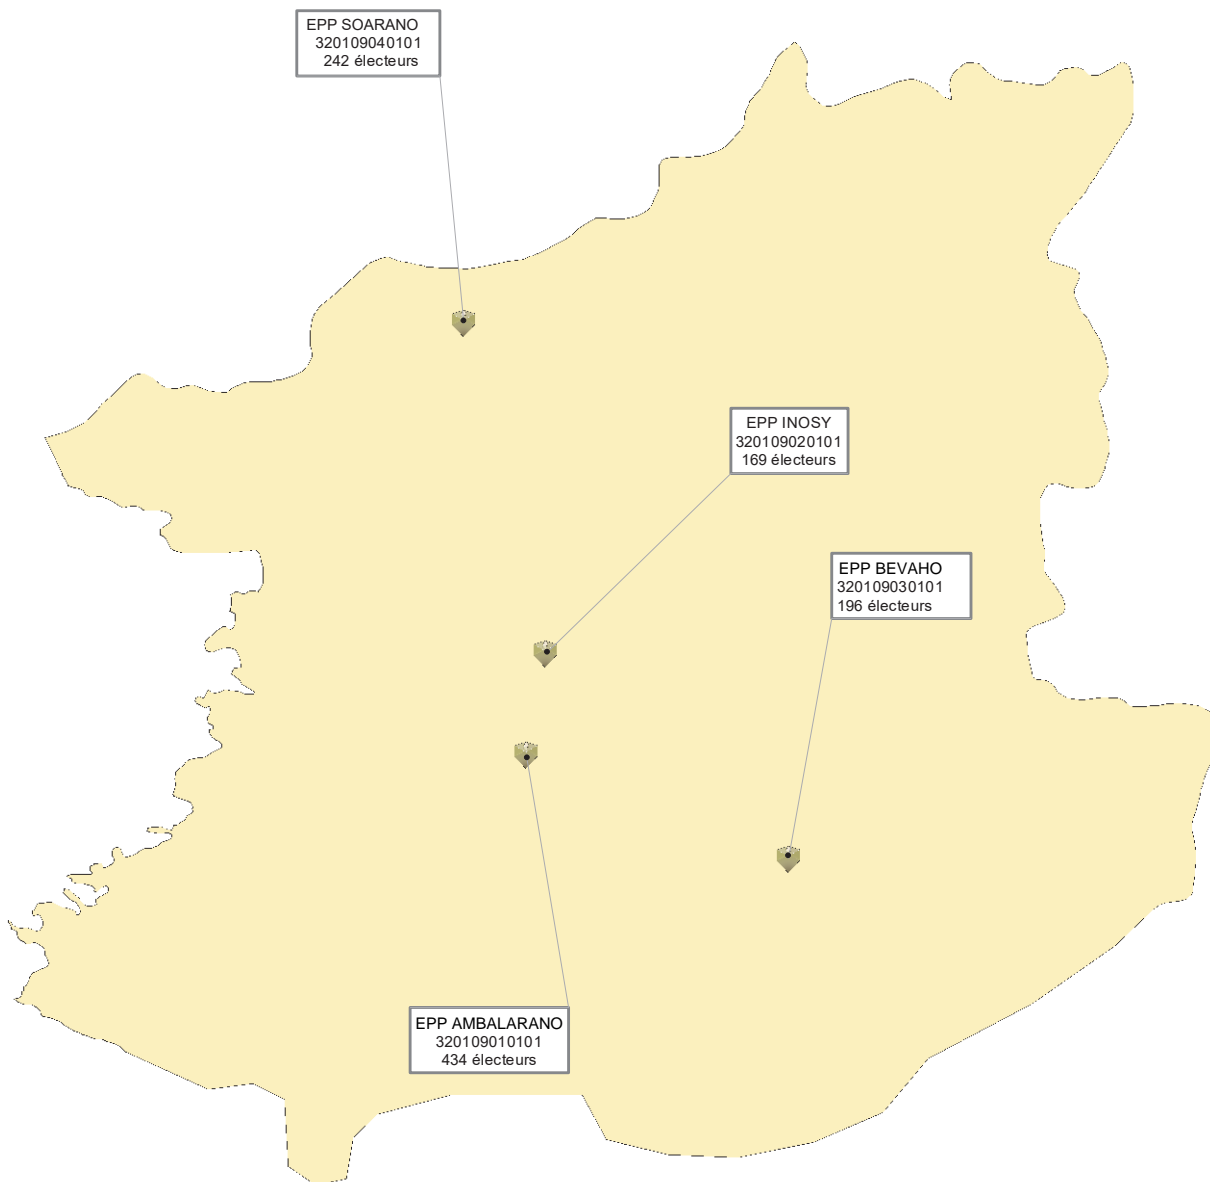 EPP SOARANO
320109040101
242 électeurs
EPP INOSY
320109020101
169 électeurs
EPP BEVAHO
320109030101
196 électeurs
EPP AMBALARANO
320109010101
434 électeurs